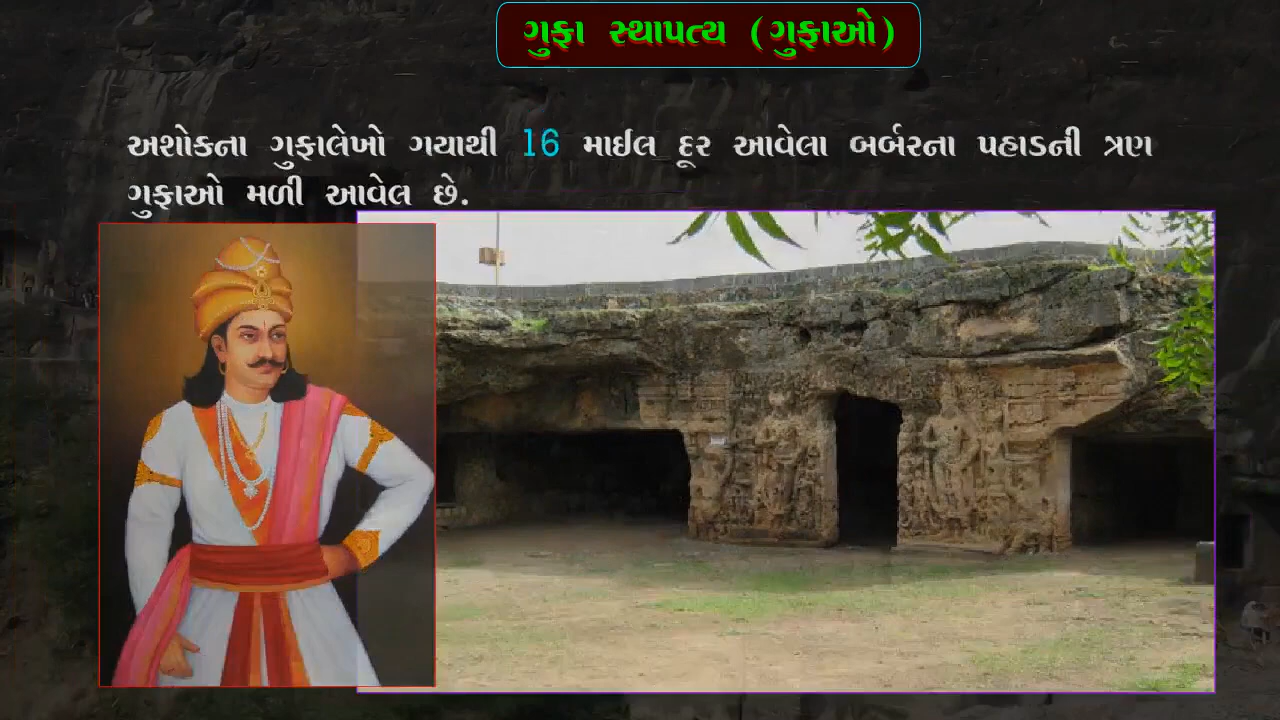 ગુફા સ્થાપત્ય (ગુફાઓ)
અશોકના ગુફાલેખો ગયાથી 16 માઈલ દૂર આવેલા બર્બરના પહાડની ત્રણ
ગુફાઓ મળી આવેલ છે.